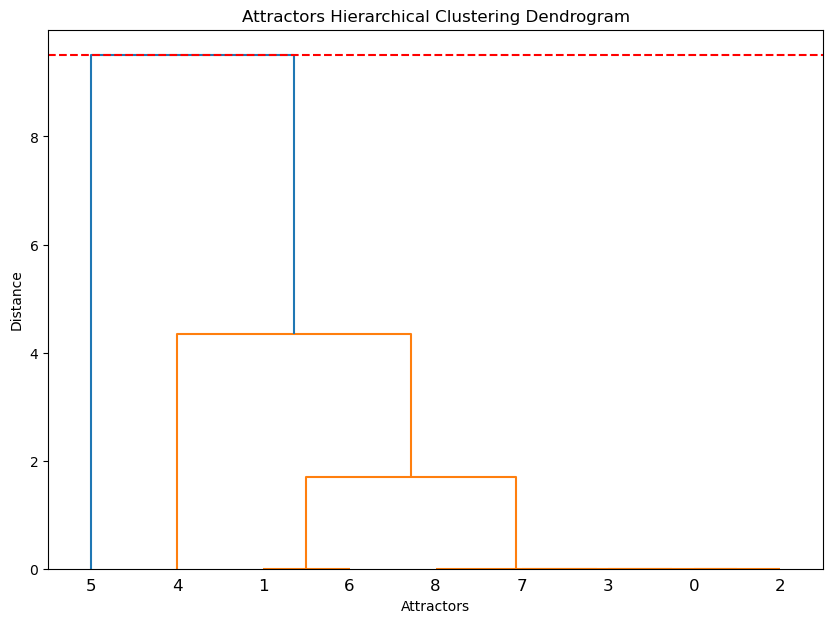 Attractors Hierarchical Clustering Dendrogram
8
6
4
2
0
Distance
5 4 1 6 8 7 3 0 2
Attractors